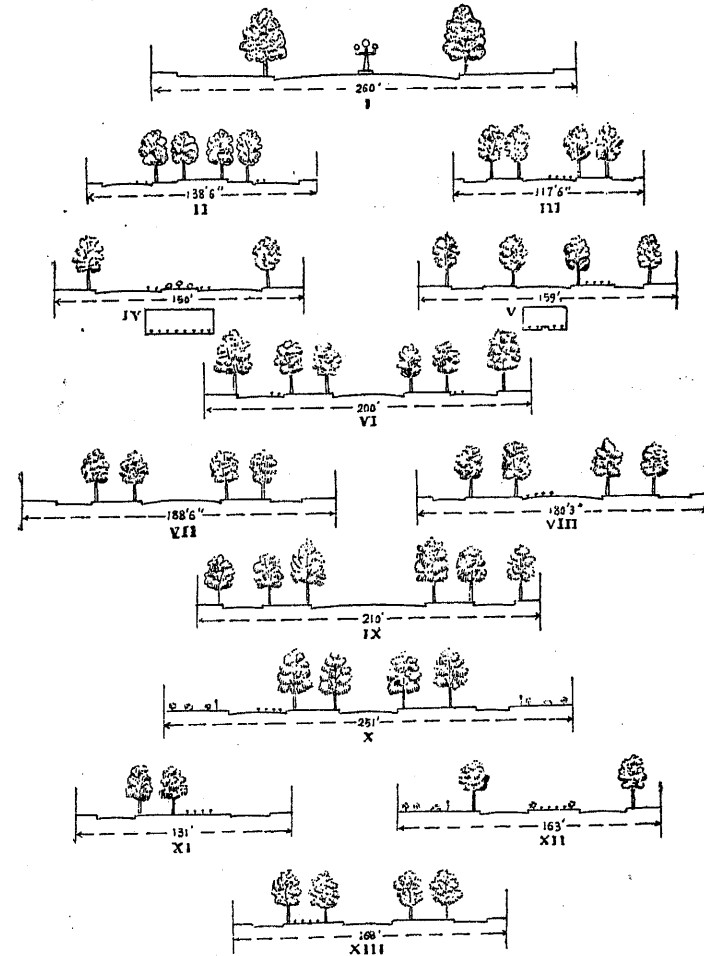 260'
I
138'6" 117'6"
II III
150' 159'
IV V
200'
VI
188'6" 180'3"
VII VIII
210'
IX
251'
X
131' 163'
XI XII
168'
XIII